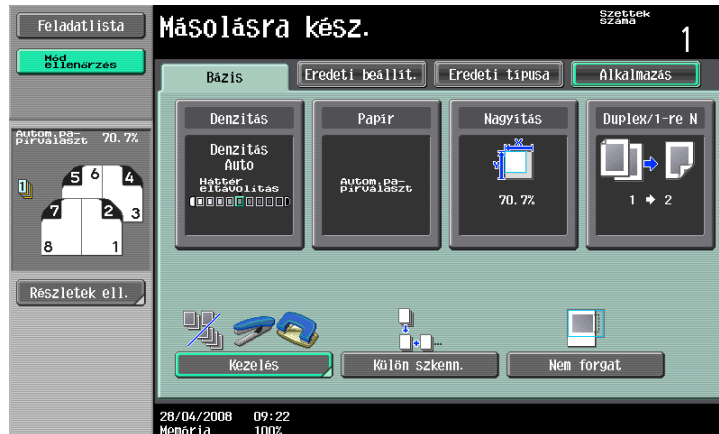 Feladatlista
Mód
ellenőrzés
Másolásra kész.
Szettek
száma
1
Bázis
Eredeti beállít.
Eredeti típusa
Alkalmazás
Autom.pa-
pírválaszt
70.7%
1
5 6 4
7 2 3
8 1
Részletek ell.
Denzitás
Denzitás
Auto
Háttér
eltávolítás
Papír
Autom.pa-
pírválaszt
Nagyítás
70.7%
Duplex/1-re N
1 → 2
Kezelés
Külön szkenn.
Nem forgat
28/04/2008 09:22
Memória 100%